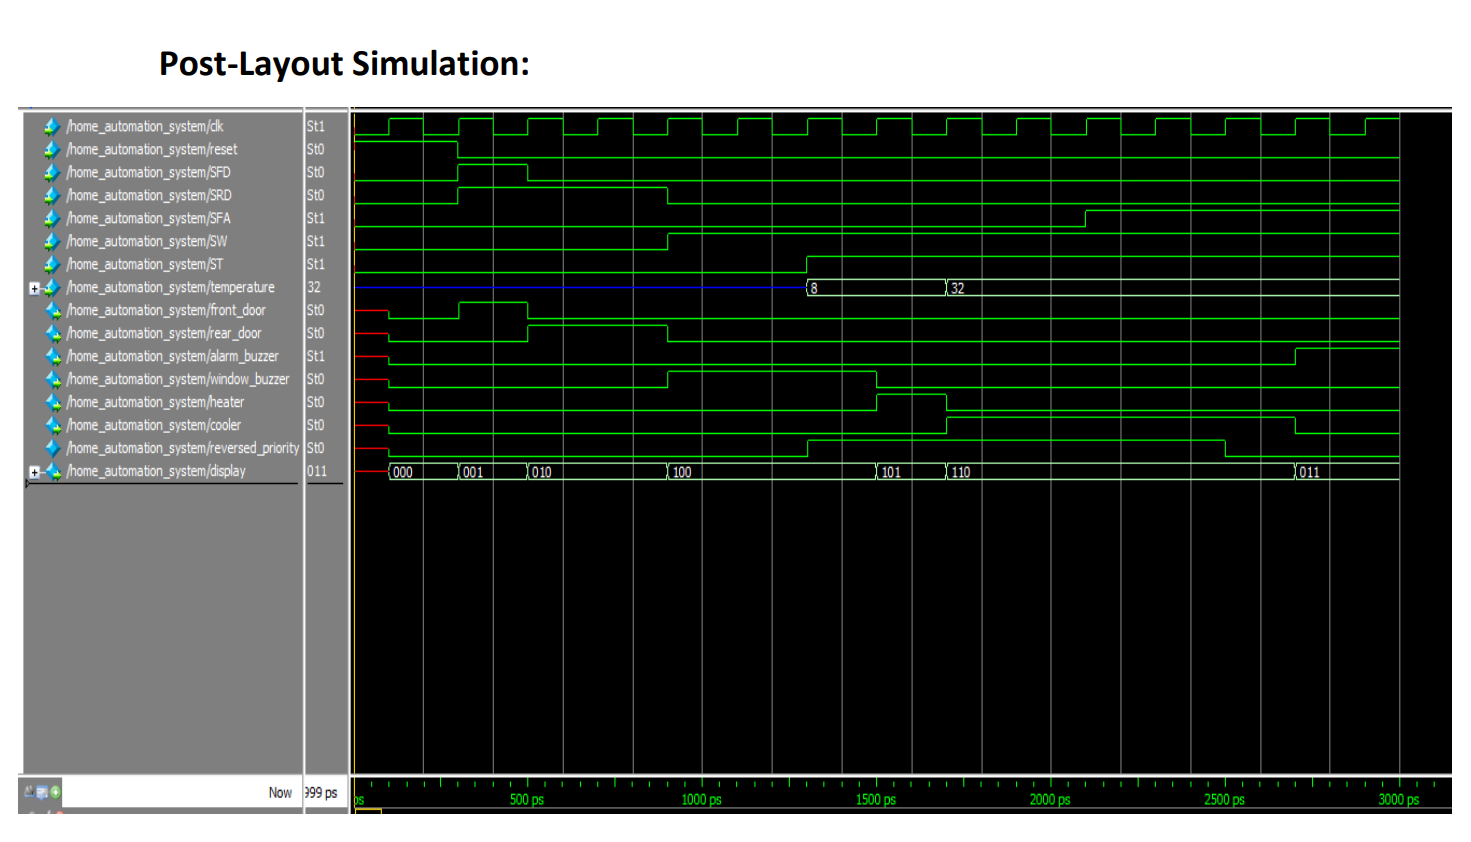 Post-Layout Simulation:
/home_automation_system/clk St1
/home_automation_system/reset St0
/home_automation_system/SFD St0
/home_automation_system/SRD St0
/home_automation_system/SFA St1
/home_automation_system/SW St1
/home_automation_system/ST St1
/home_automation_system/temperature 32 8 32
/home_automation_system/front_door St0
/home_automation_system/rear_door St0
/home_automation_system/alarm_buzzer St1
/home_automation_system/window_buzzer St0
/home_automation_system/heater St0
/home_automation_system/cooler St0
/home_automation_system/reversed_priority St0
/home_automation_system/display 011 000 001 010 100 101 110 011
Now 999 ps
ps 500 ps 1000 ps 1500 ps 2000 ps 2500 ps 3000 ps